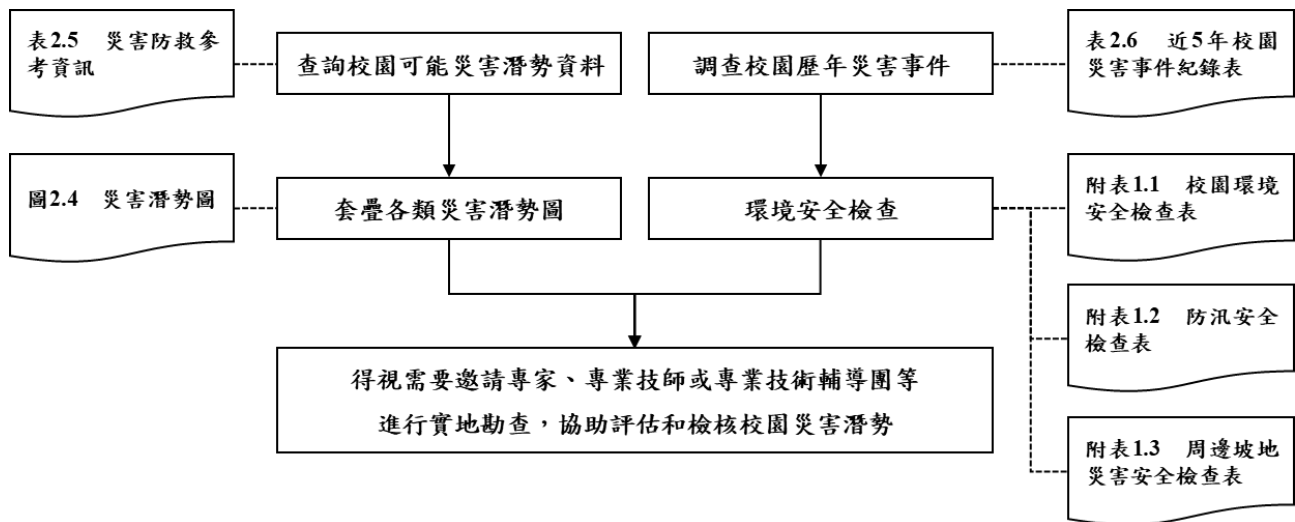 表2.5 災害防救參
考資訊
查詢校園可能災害潛勢資料
調查校園歷年災害事件
表2.6 近5年校園
災害事件紀錄表
圖2.4 災害潛勢圖
套疊各類災害潛勢圖
環境安全檢查
附表1.1 校園環境
安全檢查表
附表1.2 防汛安全
檢查表
得視需要邀請專家、專業技師或專業技術輔導團等
進行實地勘查，協助評估和檢核校園災害潛勢
附表1.3 周邊坡地
災害安全檢查表